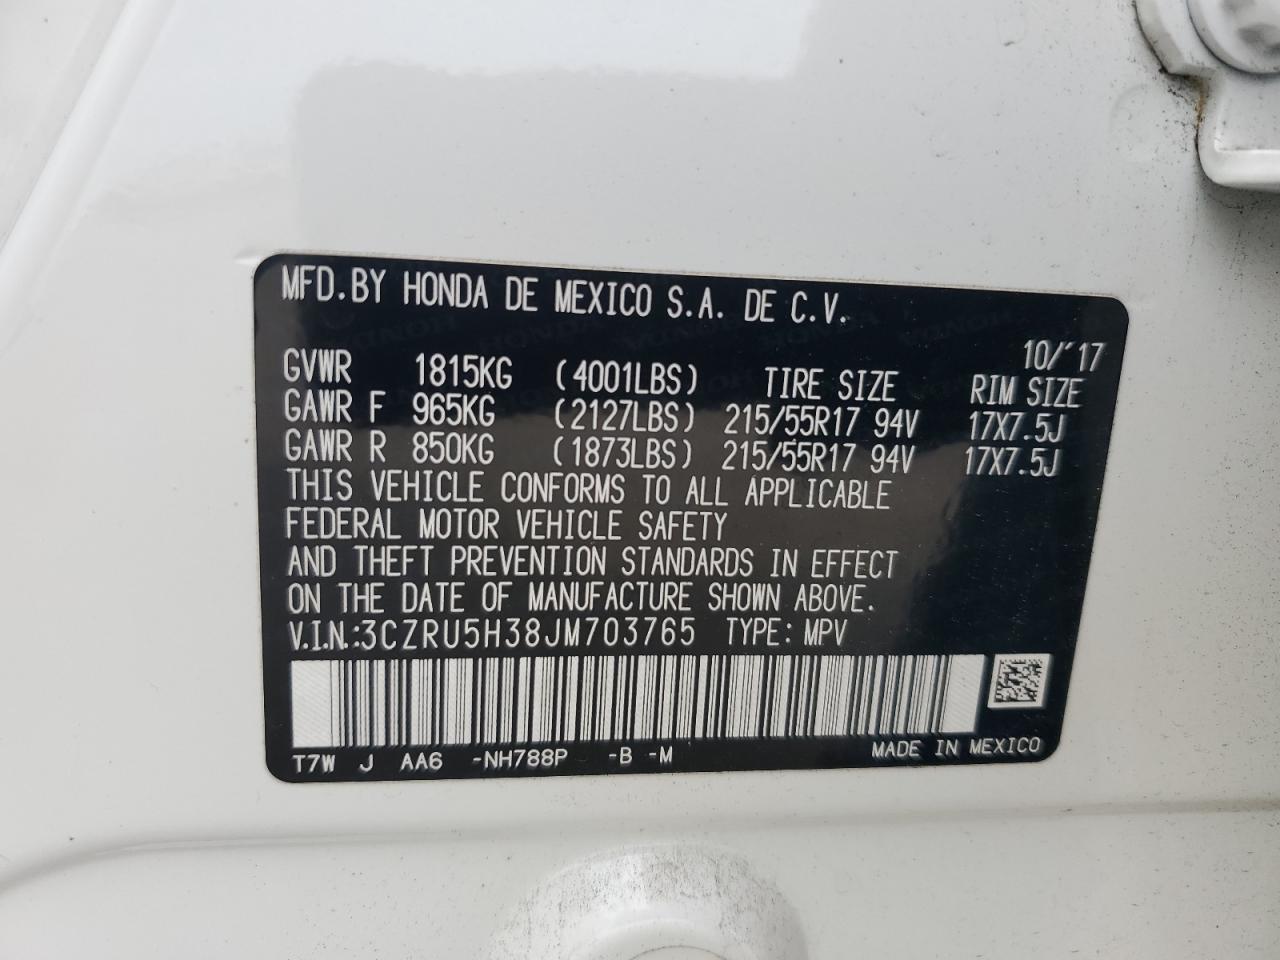 MFD.BY HONDA DE MEXICO S.A. DE C.V.
10/'17
GVWR 1815KG (4001LBS) TIRE SIZE RIM SIZE
GAWR F 965KG (2127LBS) 215/55R17 94V 17X7.5J
GAWR R 850KG (1873LBS) 215/55R17 94V 17X7.5J
THIS VEHICLE CONFORMS TO ALL APPLICABLE
FEDERAL MOTOR VEHICLE SAFETY
AND THEFT PREVENTION STANDARDS IN EFFECT
ON THE DATE OF MANUFACTURE SHOWN ABOVE.
V.I.N.:3CZRU5H38JM703765 TYPE: MPV
T7W J AA6 -NH788P -B -M MADE IN MEXICO